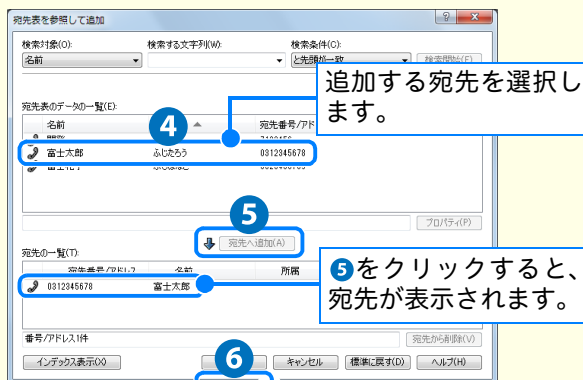 宛先表を参照して追加
検索対象(O): 検索する文字列(W): 検索条件(C):
名前 と先頭が一致 検索開始(F)
追加する宛先を選択し
ます。
宛先表のデータの一覧(E):
名前 宛先番号/アド
4
富士太郎 ふじたろう 0312345678
プロパティ(P)
5
宛先へ追加(A)
宛先の一覧(T):
宛先番号/アドレス 名前 所属
0312345678 富士太郎
5をクリックすると、
宛先が表示されます。
番号/アドレス1件 宛先から削除(V)
インデックス表示(X) 6 キャンセル 標準に戻す(D) ヘルプ(H)